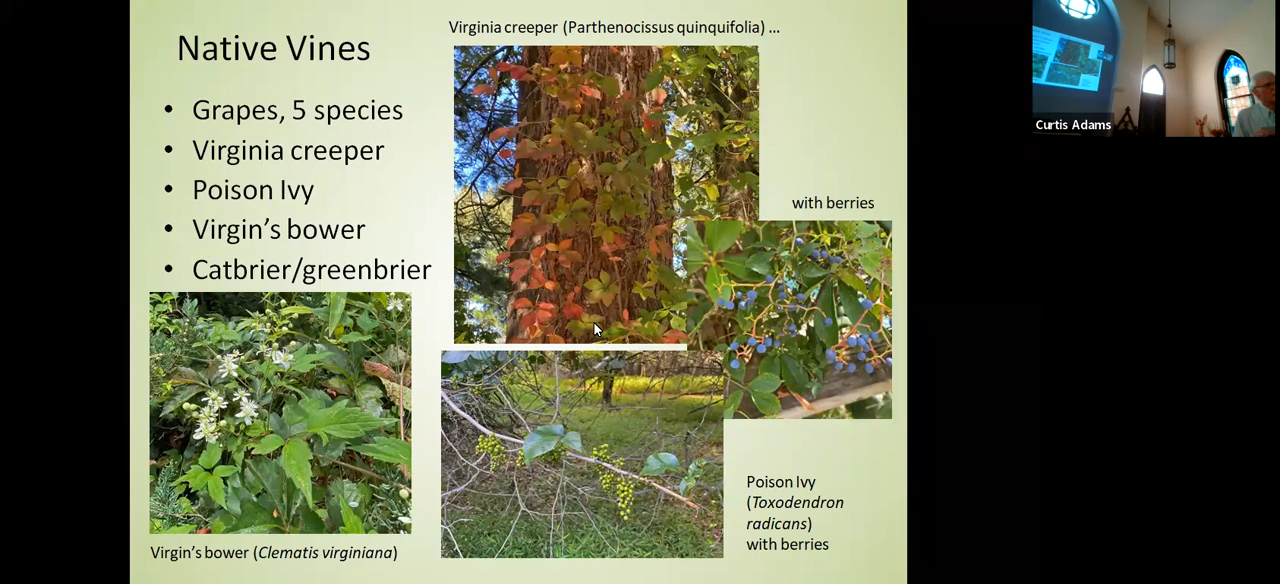 Native Vines
• Grapes, 5 species
• Virginia creeper
• Poison Ivy
• Virgin's bower
• Catbrier/greenbrier
Virgin's bower (Clematis virginiana)
Virginia creeper (Parthenocissus quinquifolia) ...
with berries
Poison Ivy
(Toxodendron
radicans)
with berries
Curtis Adams